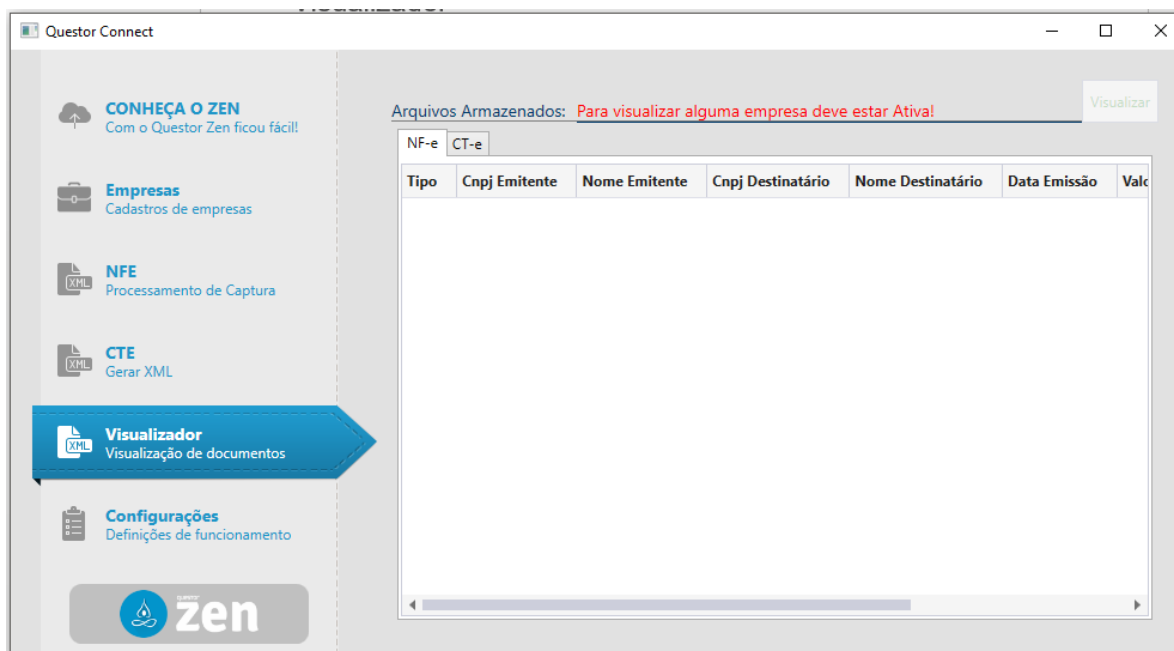 Visualizador
Questor Connect
CONHEÇA O ZEN
Com o Questor Zen ficou fácil!
Empresas
Cadastros de empresas
NFE
Processamento de Captura
CTE
Gerar XML
Visualizador
Visualização de documentos
Configurações
Definições de funcionamento
zen
Arquivos Armazenados: Para visualizar alguma empresa deve estar Ativa!
Visualizar
NF-e CT-e
Tipo Cnpj Emitente Nome Emitente Cnpj Destinatário Nome Destinatário Data Emissão Valo
XML
XML
XML